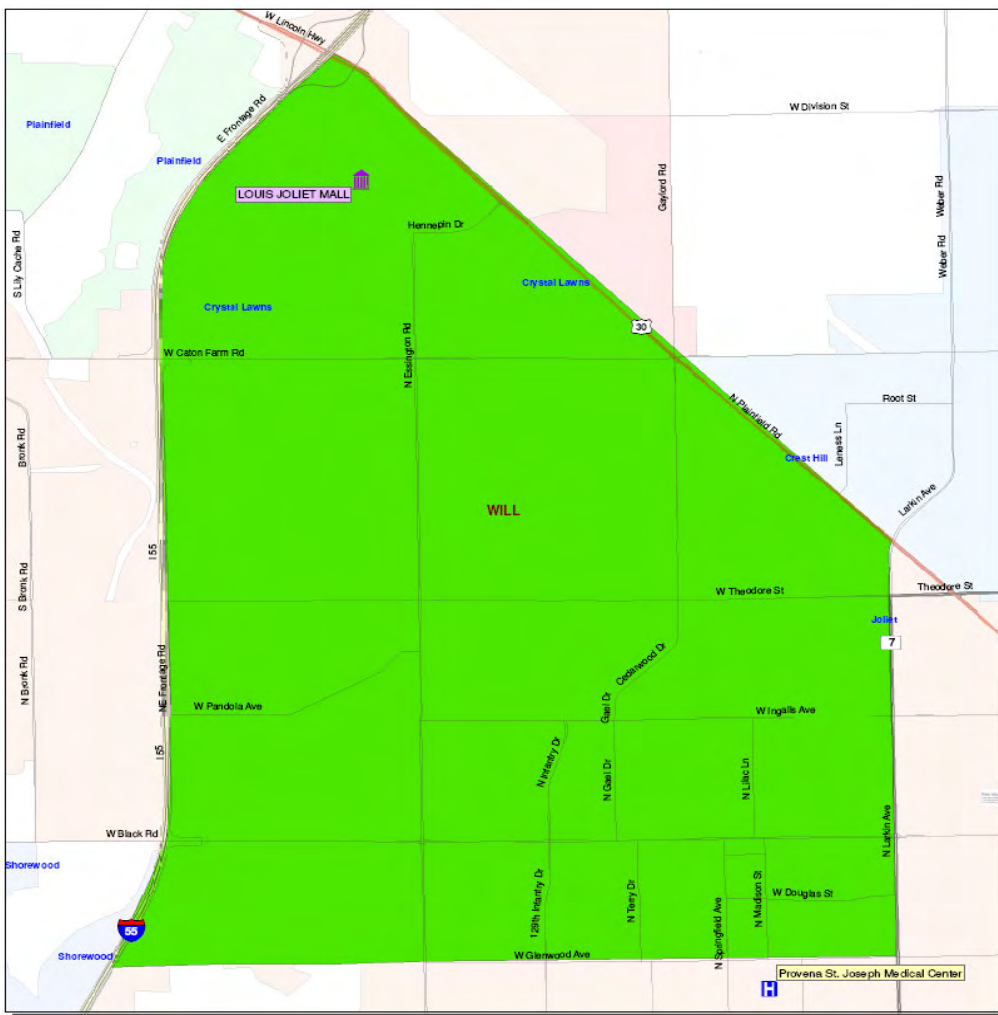 W Lincoln Hwy
E Frontage Rd
W Division St
Plainfield
Plainfield
LOUIS JOLIET MALL
Gaylord Rd
Weber Rd
Weber Rd
Hennepin Dr
S Lily Cache Rd
Crystal Lawns
Crystal Lawns
30
W Caton Farm Rd
N Essington Rd
N Plainfield Rd
Root St
Leness Ln
Bronk Rd
Crest Hill
Larkin Ave
WILL
I 55
S Bronk Rd
W Theodore St
Theodore St
Joliet
7
N Bronk Rd
NE Frontage Rd
Cedarwood Dr
W Pandola Ave
Gael Dr
W Ingalls Ave
I 55
N Infantry Dr
N Gael Dr
N Lilac Ln
W Black Rd
N Larkin Ave
Shorewood
129th Infantry Dr
N Terry Dr
N Springfield Ave
N Madison St
W Douglas St
55
Shorewood
W Glenwood Ave
Provena St. Joseph Medical Center
H